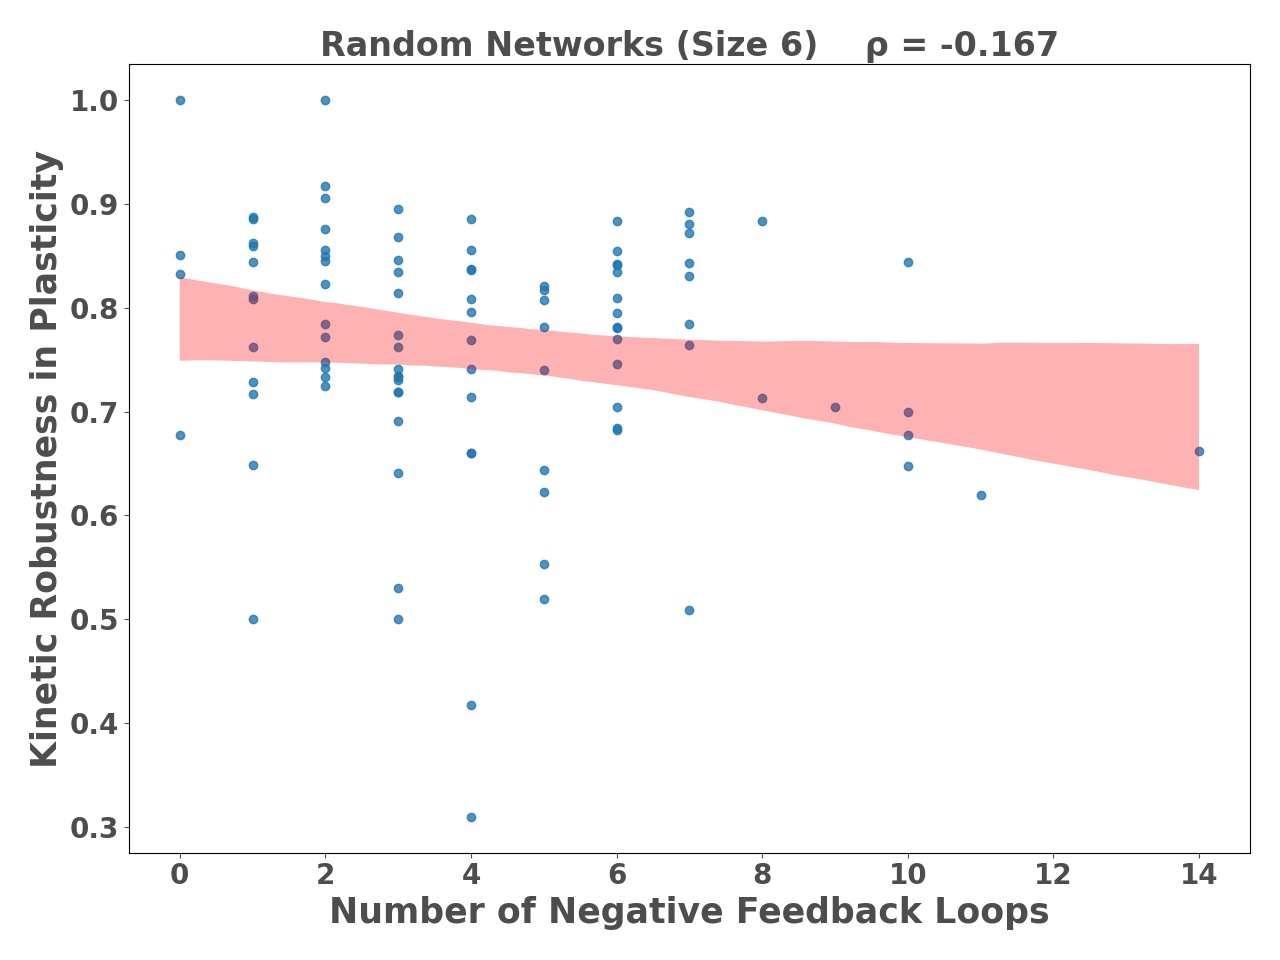 Random Networks (Size 6)    ρ = -0.167
Kinetic Robustness in Plasticity
1.0
0.9
0.8
0.7
0.6
0.5
0.4
0.3
0 2 4 6 8 10 12 14
Number of Negative Feedback Loops